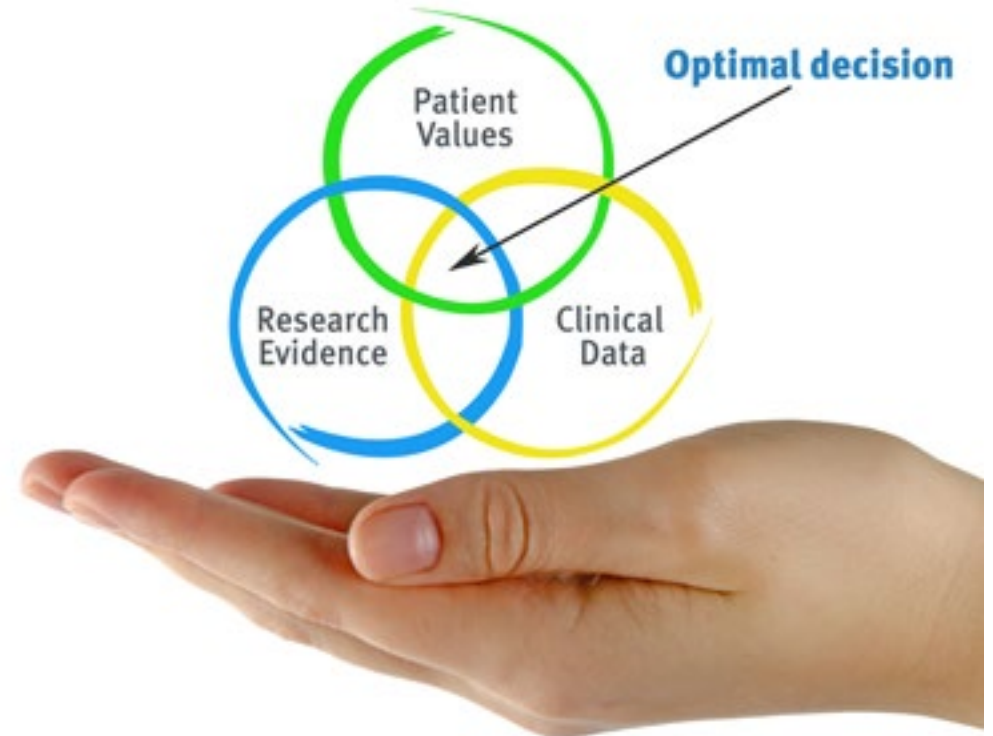 Optimal decision
Patient
Values
Research
Evidence
Clinical
Data